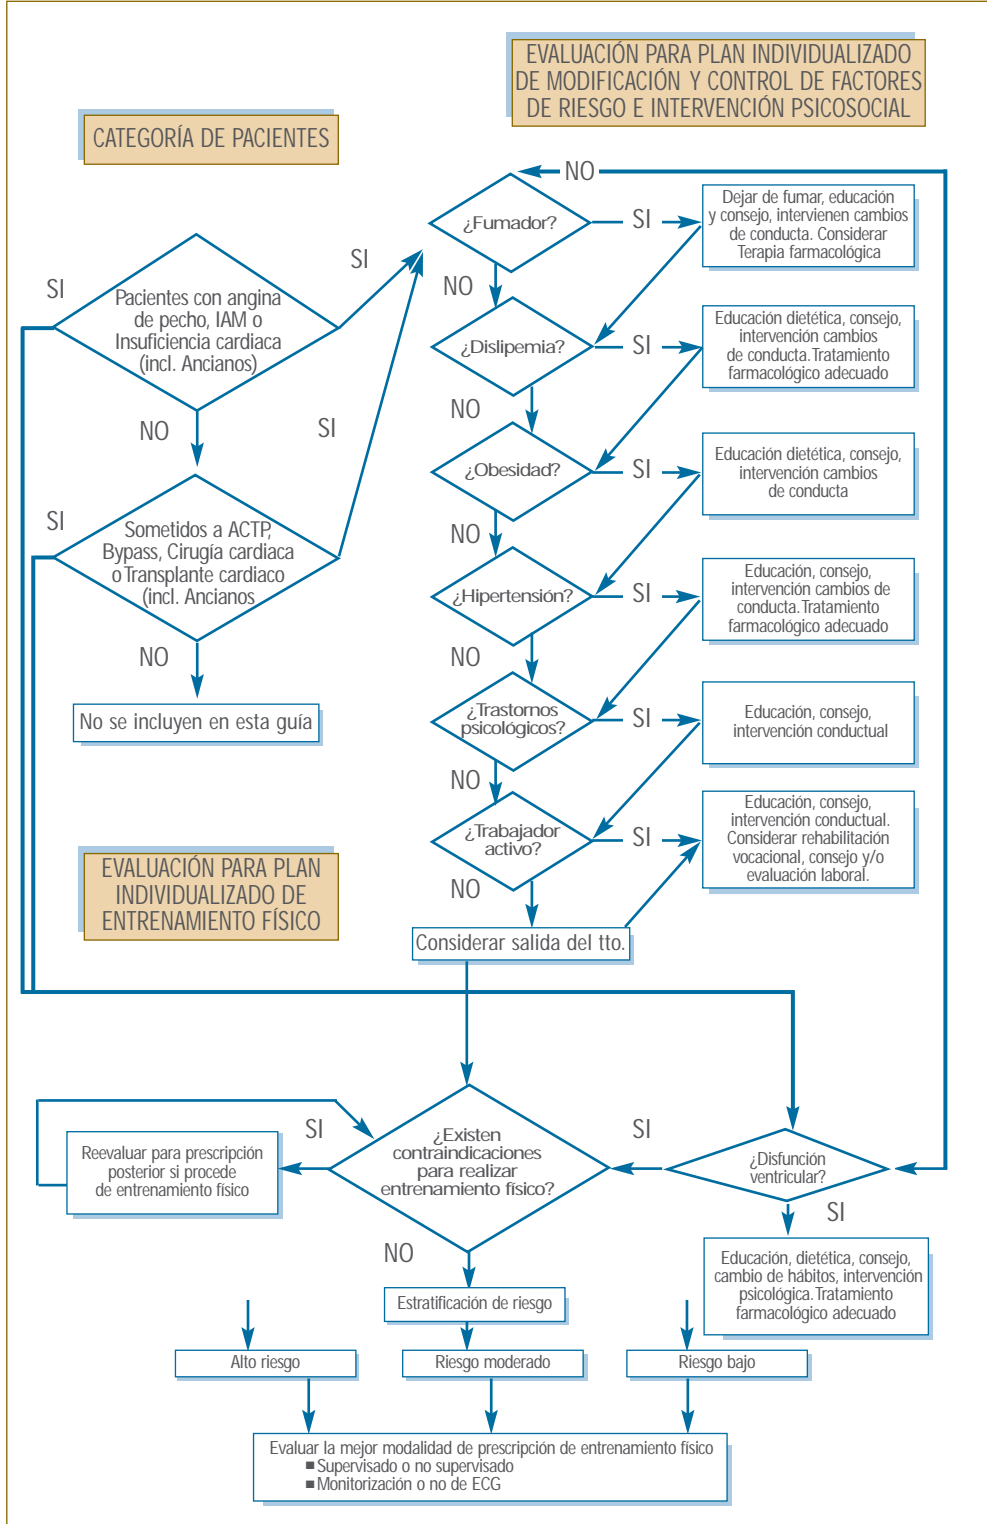 EVALUACIÓN PARA PLAN INDIVIDUALIZADO
DE MODIFICACIÓN Y CONTROL DE FACTORES
DE RIESGO E INTERVENCIÓN PSICOSOCIAL
CATEGORÍA DE PACIENTES
NO
¿Fumador?
SI
Dejar de fumar, educación
y consejo, intervienen cambios
de conducta. Considerar
Terapia farmacológica
NO
SI
SI
Pacientes con angina
de pecho, IAM o
Insuficiencia cardiaca
(incl. Ancianos)
¿Dislipemia?
SI
Educación dietética, consejo,
intervención cambios
de conducta. Tratamiento
farmacológico adecuado
NO
NO
SI
¿Obesidad?
SI
Educación dietética, consejo,
intervención cambios
de conducta
NO
SI
Sometidos a ACTP,
Bypass, Cirugía cardiaca
o Transplante cardiaco
(incl. Ancianos
¿Hipertensión?
SI
Educación, consejo,
intervención cambios de
conducta. Tratamiento
farmacológico adecuado
NO
NO
No se incluyen en esta guía
¿Trastornos
psicológicos?
SI
Educación, consejo,
intervención conductual
NO
¿Trabajador
activo?
SI
Educación, consejo,
intervención conductual.
Considerar rehabilitación
vocacional, consejo y/o
evaluación laboral.
NO
EVALUACIÓN PARA PLAN
INDIVIDUALIZADO DE
ENTRENAMIENTO FÍSICO
Considerar salida del tto.
SI
Reevaluar para prescripción
posterior si procede
de entrenamiento físico
¿Existen
contraindicaciones
para realizar
entrenamiento físico?
SI
¿Disfunción
ventricular?
SI
NO
Educación, dietética, consejo,
cambio de hábitos, intervención
psicológica. Tratamiento
farmacológico adecuado
Estratificación de riesgo
Alto riesgo
Riesgo moderado
Riesgo bajo
Evaluar la mejor modalidad de prescripción de entrenamiento físico
■ Supervisado o no supervisado
■ Monitorización o no de ECG